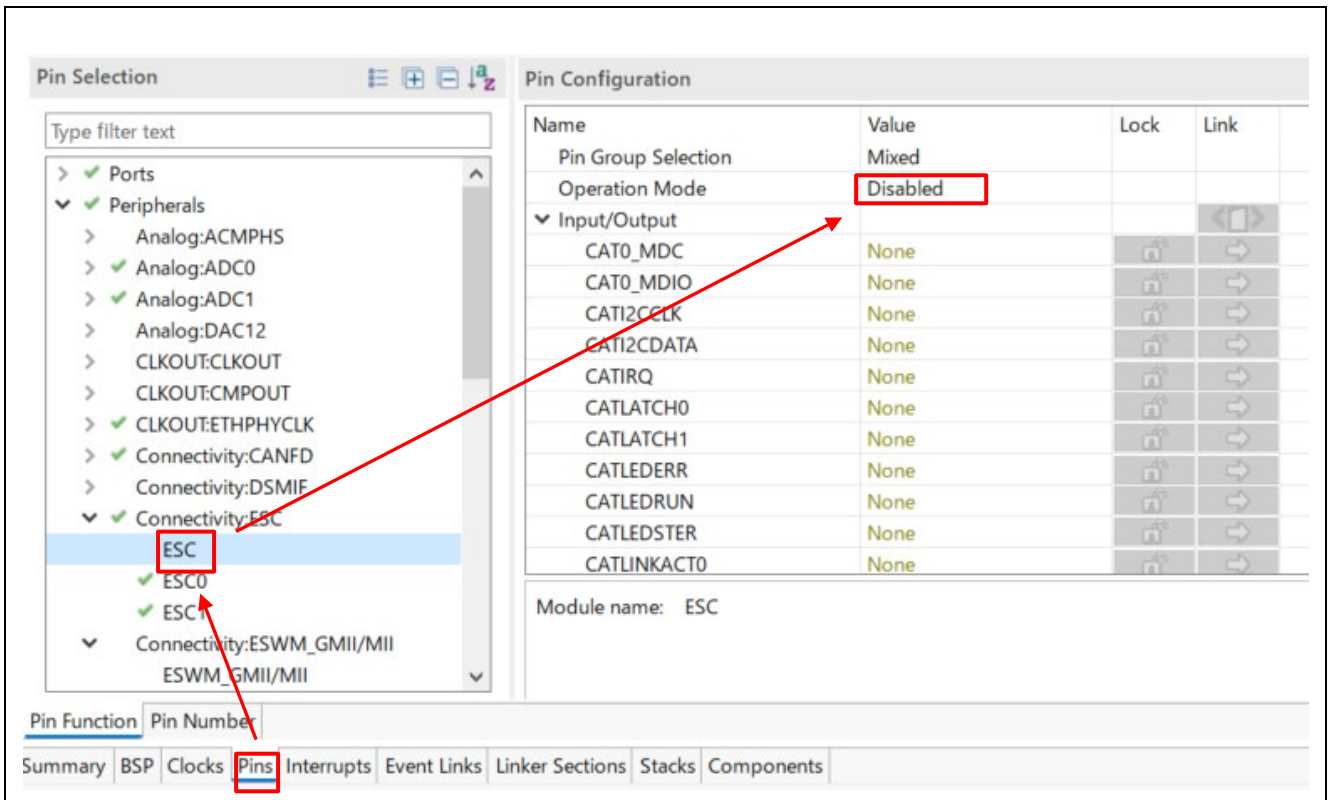 Pin Selection
Type filter text
Ports
Peripherals
Analog:ACMPHS
Analog:ADC0
Analog:ADC1
Analog:DAC12
CLKOUT:CLKOUT
CLKOUT:CMPOUT
CLKOUT:ETHPHYCLK
Connectivity:CANFD
Connectivity:DSMIF
Connectivity:ESC
ESC
ESC0
ESC1
Connectivity:ESWM_GMII/MII
ESWM_GMII/MII
Pin Configuration
Name Value Lock Link
Pin Group Selection Mixed
Operation Mode Disabled
Input/Output
CAT0_MDC None
CAT0_MDIO None
CATI2CCLK None
CATI2CDATA None
CATIRQ None
CATLATCH0 None
CATLATCH1 None
CATLEDERR None
CATLEDRUN None
CATLEDSTER None
CATLINKACT0 None
Module name: ESC
Pin Function Pin Number
Summary BSP Clocks Pins Interrupts Event Links Linker Sections Stacks Components